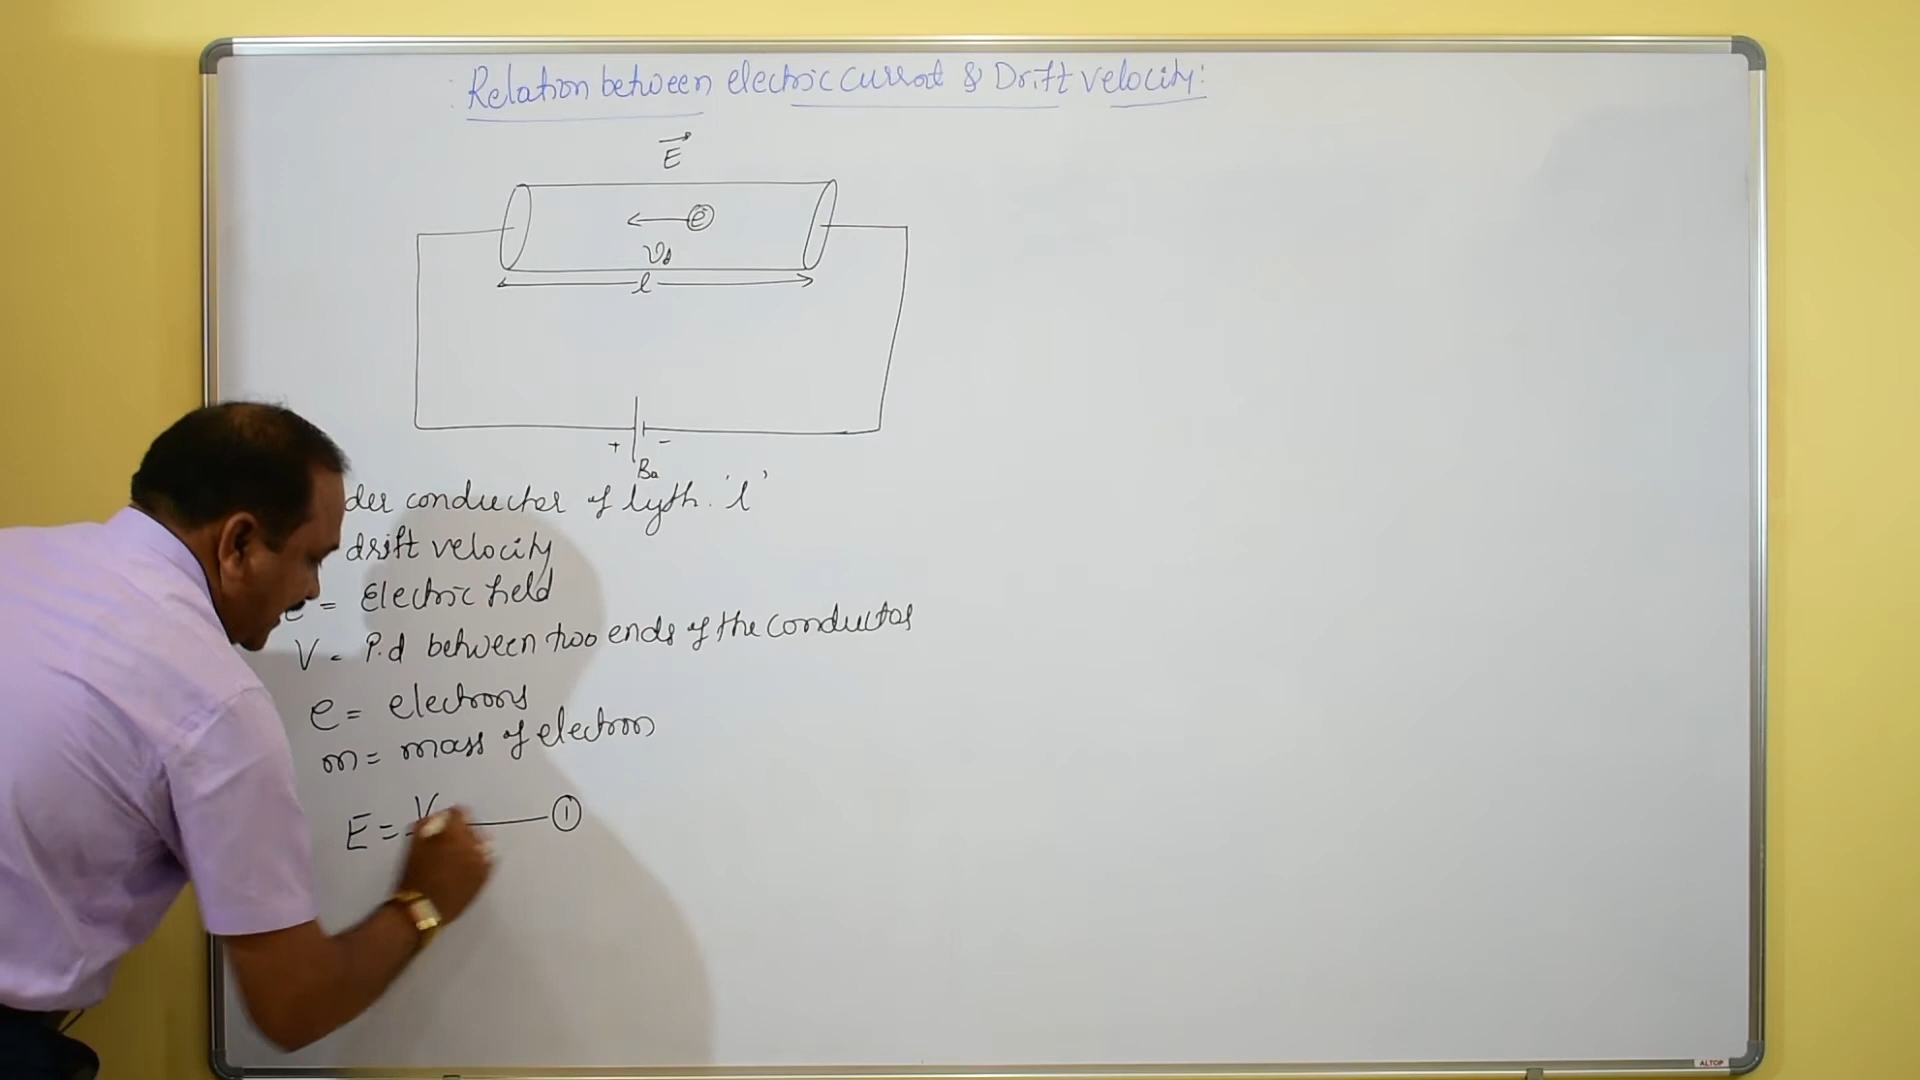 : Relation between electric current & Drift velocity:
E
e
Vd
l
+ -
Ba
der conductor of lgth. 'l'
drift velocity
= Electric field
V = P.d between two ends of the conductor
e = electrons
m = mass of electron
E = V ①
ALTOP